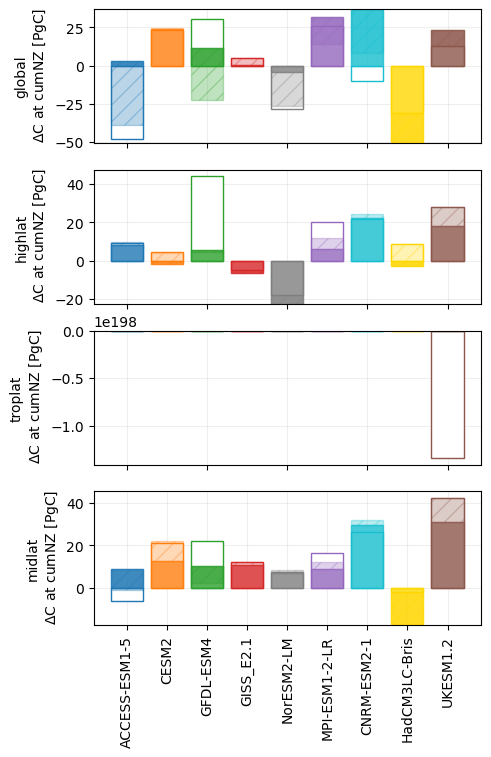 global
ΔC at cumNZ [PgC]
25
0
−25
−50
highlat
ΔC at cumNZ [PgC]
40
20
0
−20
1e198
troplat
ΔC at cumNZ [PgC]
0.0
−0.5
−1.0
midlat
ΔC at cumNZ [PgC]
40
20
0
ACCESS-ESM1-5
CESM2
GFDL-ESM4
GISS_E2.1
NorESM2-LM
MPI-ESM1-2-LR
CNRM-ESM2-1
HadCM3LC-Bris
UKESM1.2